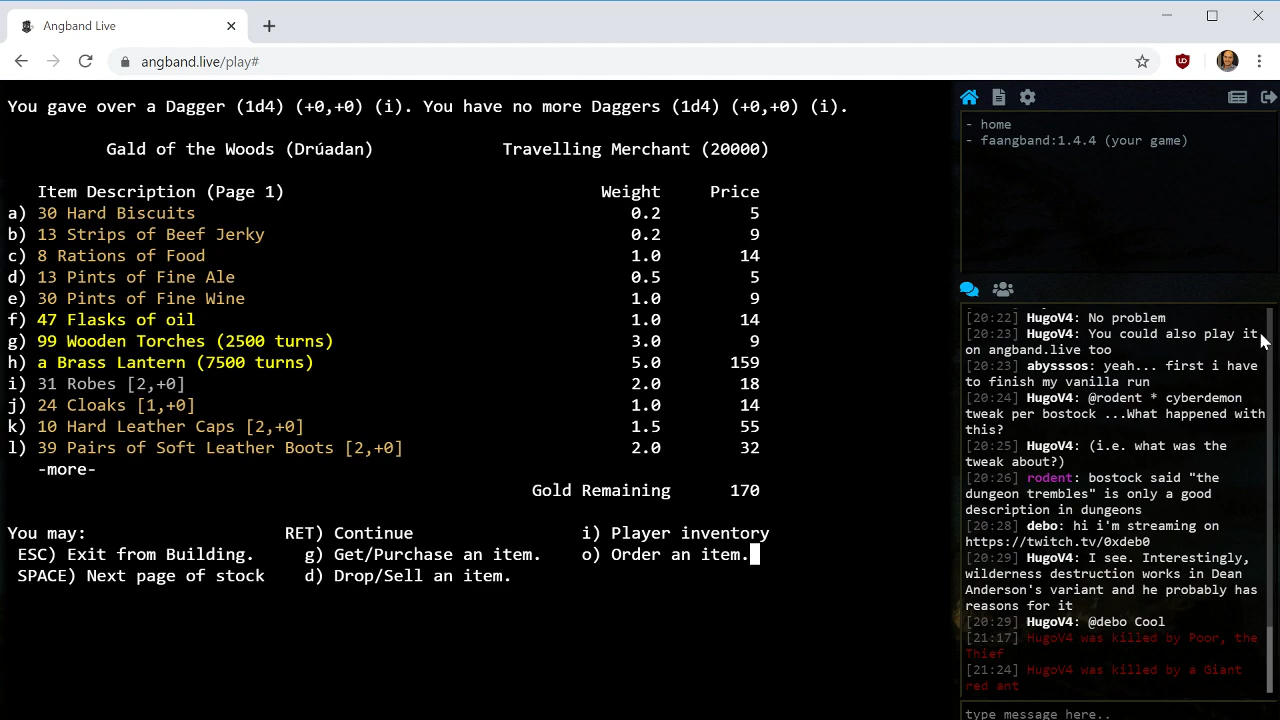 Angband Live
angband.live/play#
You gave over a Dagger (1d4) (+0,+0) (i). You have no more Daggers (1d4) (+0,+0) (i).
Gald of the Woods (Drúadan) Travelling Merchant (20000)
Item Description (Page 1) Weight Price
a) 30 Hard Biscuits 0.2 5
b) 13 Strips of Beef Jerky 0.2 9
c) 8 Rations of Food 1.0 14
d) 13 Pints of Fine Ale 0.5 5
e) 30 Pints of Fine Wine 1.0 9
f) 47 Flasks of oil 1.0 14
g) 99 Wooden Torches (2500 turns) 3.0 9
h) a Brass Lantern (7500 turns) 5.0 159
i) 31 Robes [2,+0] 2.0 18
j) 24 Cloaks [1,+0] 1.0 14
k) 10 Hard Leather Caps [2,+0] 1.5 55
l) 39 Pairs of Soft Leather Boots [2,+0] 2.0 32
-more-
Gold Remaining 170
You may: RET) Continue i) Player inventory
ESC) Exit from Building. g) Get/Purchase an item. o) Order an item.
SPACE) Next page of stock d) Drop/Sell an item.
- home
- faangband:1.4.4 (your game)
[20:22] HugoV4: No problem
[20:23] HugoV4: You could also play it
on angband.live too
[20:23] abysssos: yeah... first i have
to finish my vanilla run
[20:24] HugoV4: @rodent * cyberdemon
tweak per bostock ...What happened with
this?
[20:25] HugoV4: (i.e. what was the
tweak about?)
[20:26] rodent: bostock said "the
dungeon trembles" is only a good
description in dungeons
[20:28] debo: hi i'm streaming on
https://twitch.tv/0xdeb0
[20:29] HugoV4: I see. Interestingly,
wilderness destruction works in Dean
Anderson's variant and he probably has
reasons for it
[20:29] HugoV4: @debo Cool
[21:17] HugoV4 was killed by Poor, the
Thief
[21:24] HugoV4 was killed by a Giant
red ant
type message here..